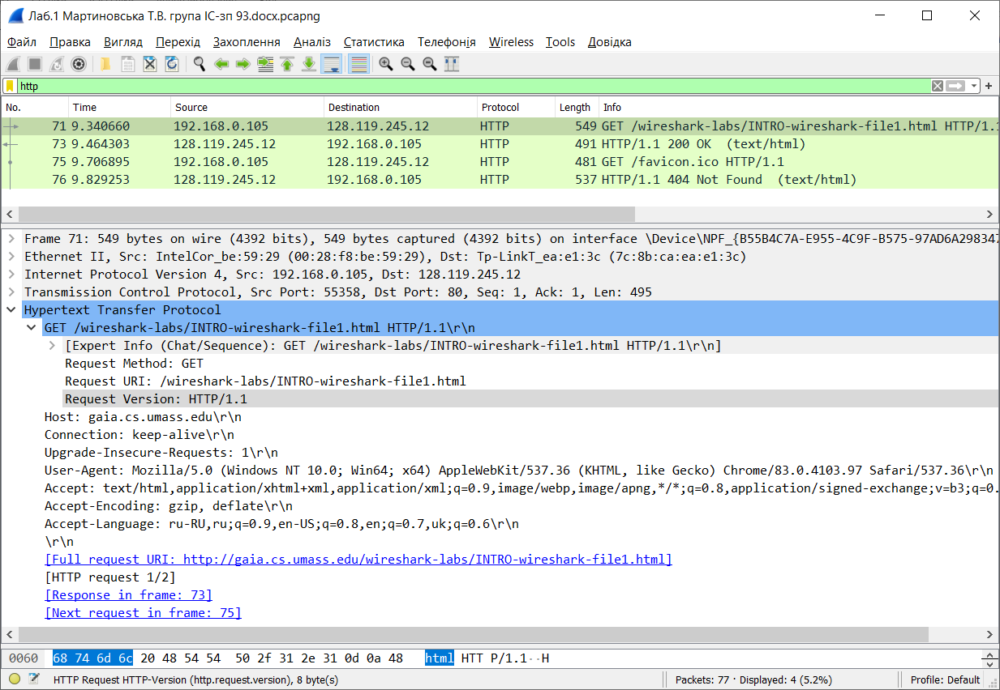 Лаб.1 Мартиновська Т.В. група ІС-зп 93.docx.pcapng
Файл Правка Вигляд Перехід Захоплення Аналіз Статистика Телефонія Wireless Tools Довідка
http
No. Time Source Destination Protocol Length Info
71 9.340660 192.168.0.105 128.119.245.12 HTTP 549 GET /wireshark-labs/INTRO-wireshark-file1.html HTTP/1.1
73 9.464303 128.119.245.12 192.168.0.105 HTTP 491 HTTP/1.1 200 OK (text/html)
75 9.706895 192.168.0.105 128.119.245.12 HTTP 481 GET /favicon.ico HTTP/1.1
76 9.829253 128.119.245.12 192.168.0.105 HTTP 537 HTTP/1.1 404 Not Found (text/html)
Frame 71: 549 bytes on wire (4392 bits), 549 bytes captured (4392 bits) on interface \Device\NPF_{B55B4C7A-E955-4C9F-B575-97AD6A298347
Ethernet II, Src: IntelCor_be:59:29 (00:28:f8:be:59:29), Dst: Tp-LinkT_ea:e1:3c (7c:8b:ca:ea:e1:3c)
Internet Protocol Version 4, Src: 192.168.0.105, Dst: 128.119.245.12
Transmission Control Protocol, Src Port: 55358, Dst Port: 80, Seq: 1, Ack: 1, Len: 495
Hypertext Transfer Protocol
GET /wireshark-labs/INTRO-wireshark-file1.html HTTP/1.1\r\n
[Expert Info (Chat/Sequence): GET /wireshark-labs/INTRO-wireshark-file1.html HTTP/1.1\r\n]
Request Method: GET
Request URI: /wireshark-labs/INTRO-wireshark-file1.html
Request Version: HTTP/1.1
Host: gaia.cs.umass.edu\r\n
Connection: keep-alive\r\n
Upgrade-Insecure-Requests: 1\r\n
User-Agent: Mozilla/5.0 (Windows NT 10.0; Win64; x64) AppleWebKit/537.36 (KHTML, like Gecko) Chrome/83.0.4103.97 Safari/537.36\r\n
Accept: text/html,application/xhtml+xml,application/xml;q=0.9,image/webp,image/apng,*/*;q=0.8,application/signed-exchange;v=b3;q=0.
Accept-Encoding: gzip, deflate\r\n
Accept-Language: ru-RU,ru;q=0.9,en-US;q=0.8,en;q=0.7,uk;q=0.6\r\n
\r\n
[Full request URI: http://gaia.cs.umass.edu/wireshark-labs/INTRO-wireshark-file1.html]
[HTTP request 1/2]
[Response in frame: 73]
[Next request in frame: 75]
0060 68 74 6d 6c 20 48 54 54 50 2f 31 2e 31 0d 0a 48 html HTT P/1.1··H
HTTP Request HTTP-Version (http.request.version), 8 byte(s) Packets: 77 · Displayed: 4 (5.2%) Profile: Default